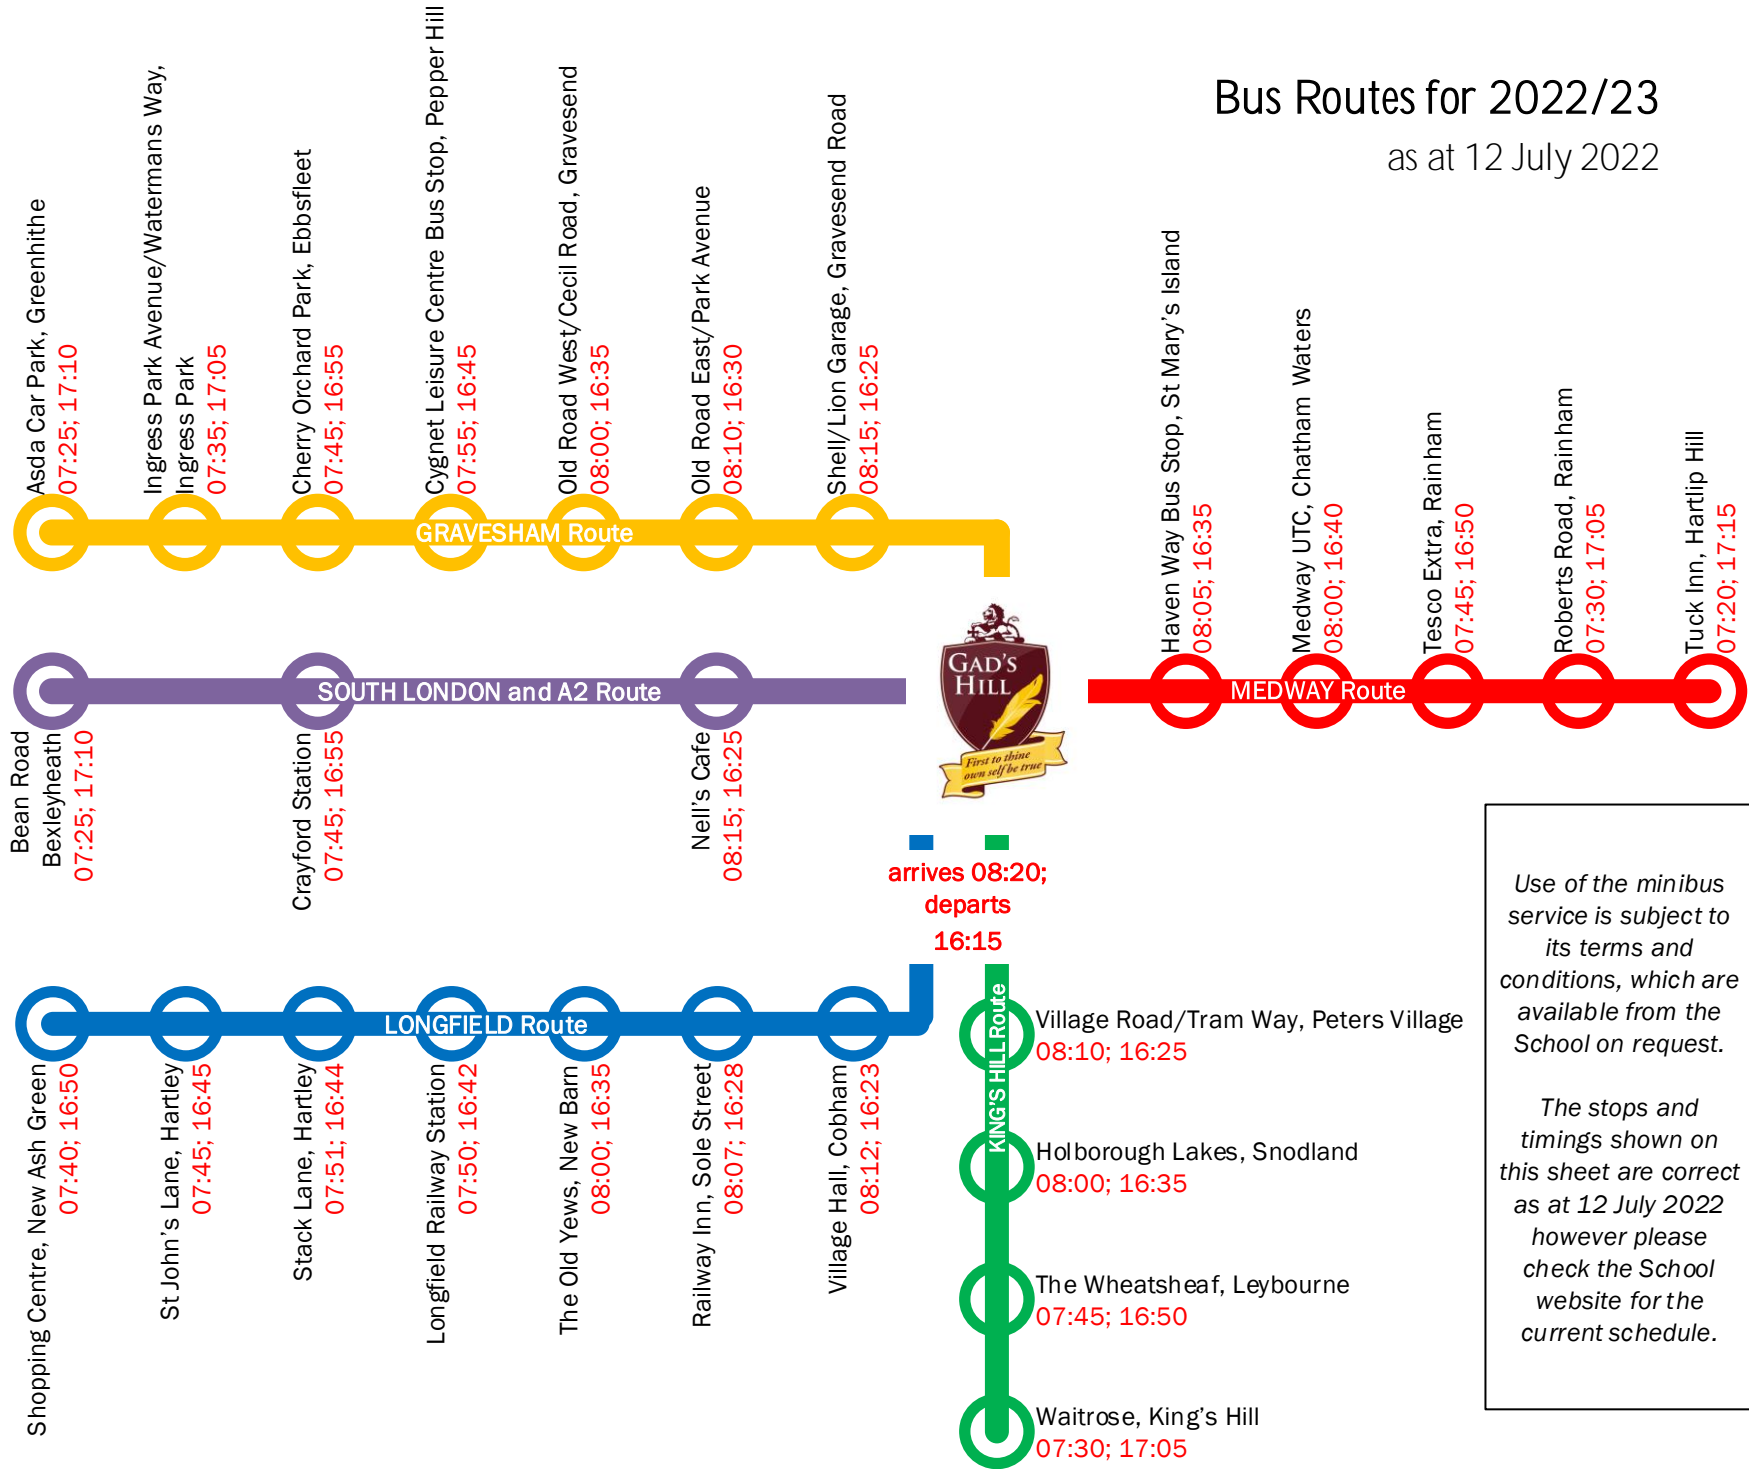 Bus Routes for 2022/23
as at 12 July 2022
Asda Car Park, Greenhithe
07:25; 17:10
Ingress Park Avenue/Watermans Way,
Ingress Park
07:35; 17:05
Cherry Orchard Park, Ebbsfleet
07:45; 16:55
Cygnet Leisure Centre Bus Stop, Pepper Hill
07:55; 16:45
Old Road West/Cecil Road, Gravesend
08:00; 16:35
Old Road East/Park Avenue
08:10; 16:30
Shell/Lion Garage, Gravesend Road
08:15; 16:25
GRAVESHAM Route
Haven Way Bus Stop, St Mary's Island
08:05; 16:35
Medway UTC, Chatham Waters
08:00; 16:40
Tesco Extra, Rainham
07:45; 16:50
Roberts Road, Rainham
07:30; 17:05
Tuck Inn, Hartlip Hill
07:20; 17:15
MEDWAY Route
GAD'S
HILL
First to thine
own self be true
SOUTH LONDON and A2 Route
Bean Road
Bexleyheath
07:25; 17:10
Crayford Station
07:45; 16:55
Nell's Cafe
08:15; 16:25
arrives 08:20;
departs
16:15
LONGFIELD Route
Shopping Centre, New Ash Green
07:40; 16:50
St John's Lane, Hartley
07:45; 16:45
Stack Lane, Hartley
07:51; 16:44
Longfield Railway Station
07:50; 16:42
The Old Yews, New Barn
08:00; 16:35
Railway Inn, Sole Street
08:07; 16:28
Village Hall, Cobham
08:12; 16:23
KING'S HILL Route
Village Road/Tram Way, Peters Village
08:10; 16:25
Holborough Lakes, Snodland
08:00; 16:35
The Wheatsheaf, Leybourne
07:45; 16:50
Waitrose, King's Hill
07:30; 17:05
Use of the minibus
service is subject to
its terms and
conditions, which are
available from the
School on request.
The stops and
timings shown on
this sheet are correct
as at 12 July 2022
however please
check the School
website for the
current schedule.